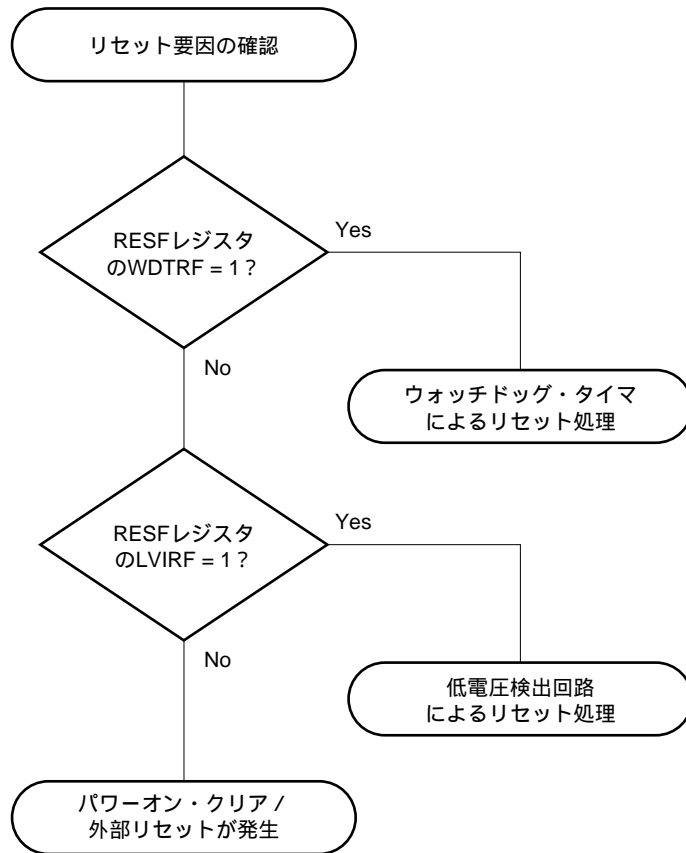 リセット要因の確認
RESFレジスタ
のWDTRF = 1？
Yes
No
ウォッチドッグ・タイマ
によるリセット処理
RESFレジスタ
のLVIRF = 1？
Yes
No
低電圧検出回路
によるリセット処理
パワーオン・クリア /
外部リセットが発生